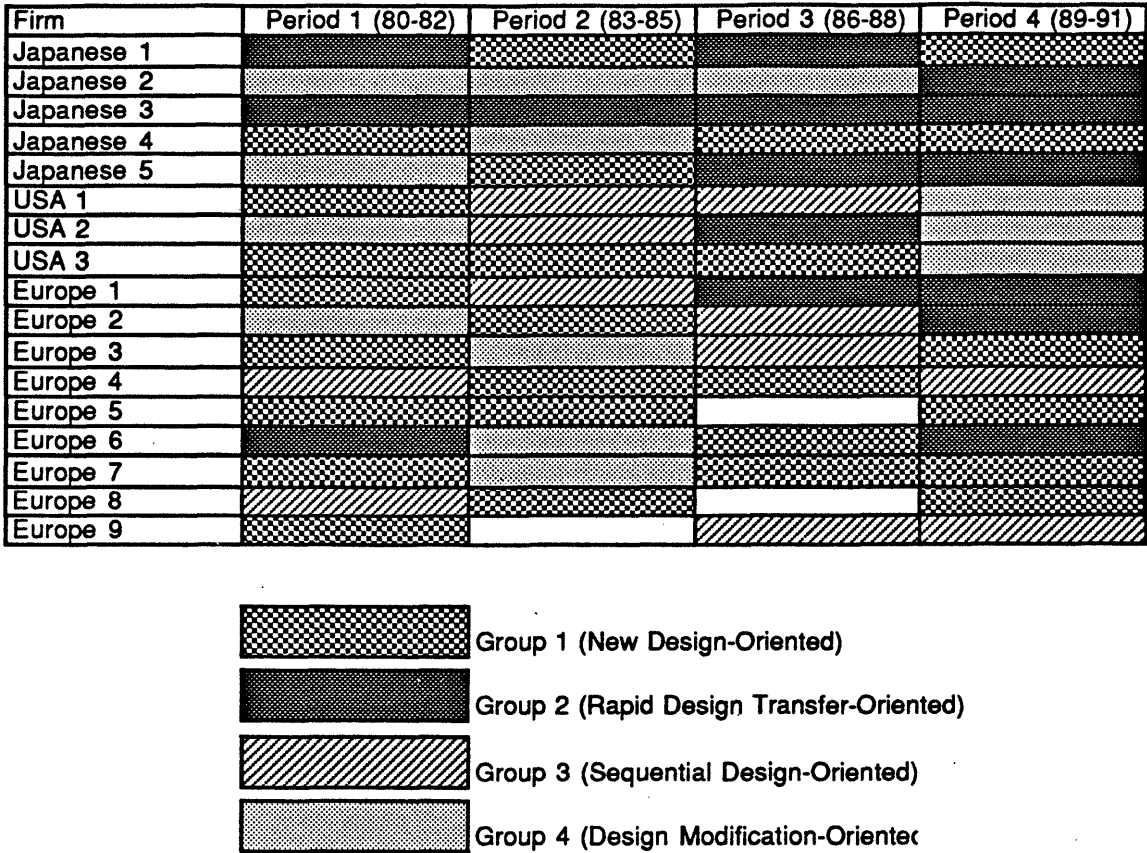 Firm Period 1 (80-82) Period 2 (83-85) Period 3 (86-88) Period 4 (89-91)
Japanese 1
Japanese 2
Japanese 3
Japanese 4
Japanese 5
USA 1
USA 2
USA 3
Europe 1
Europe 2
Europe 3
Europe 4
Europe 5
Europe 6
Europe 7
Europe 8
Europe 9
Group 1 (New Design-Oriented)
Group 2 (Rapid Design Transfer-Oriented)
Group 3 (Sequential Design-Oriented)
Group 4 (Design Modification-Oriented